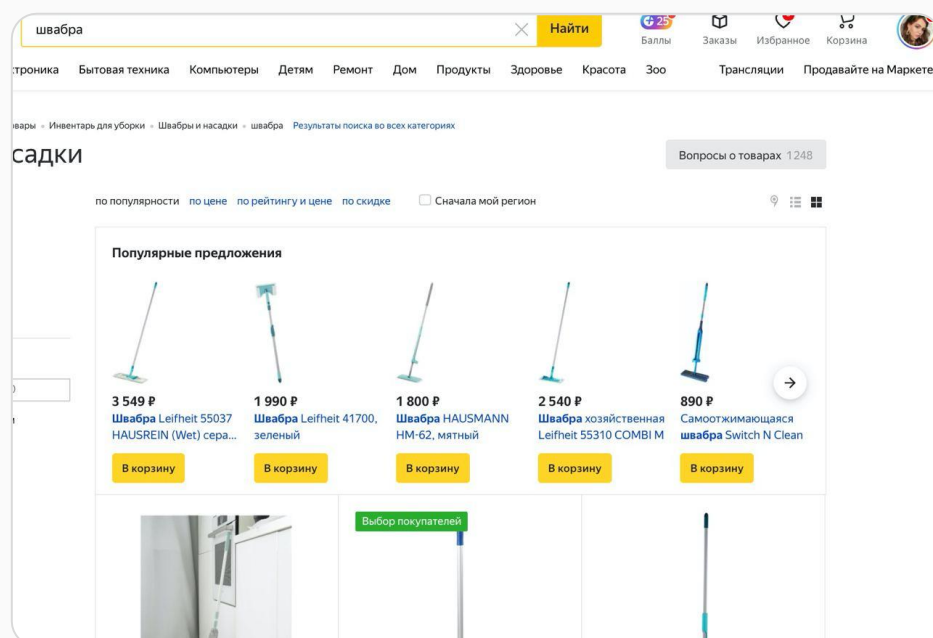 швабра
Найти
25
Баллы
Заказы
Избранное
Корзина
Бытовая техника Компьютеры Детям Ремонт Дом Продукты Здоровье Красота Зоо Трансляции Продавайте на Маркете
Инвентарь для уборки Швабры и насадки швабра Результаты поиска во всех категориях
Вопросы о товарах 1248
по популярности по цене по рейтингу и цене по скидке Сначала мой регион
Популярные предложения
3 549 ₽
Швабра Leifheit 55037
HAUSREIN (Wet) сера...
В корзину
1 990 ₽
Швабра Leifheit 41700,
зеленый
В корзину
1 800 ₽
Швабра HAUSMANN
HM-62, мятный
В корзину
2 540 ₽
Швабра хозяйственная
Leifheit 55310 COMBI M
В корзину
890 ₽
Самоотжимающаяся
швабра Switch N Clean
В корзину
Выбор покупателей